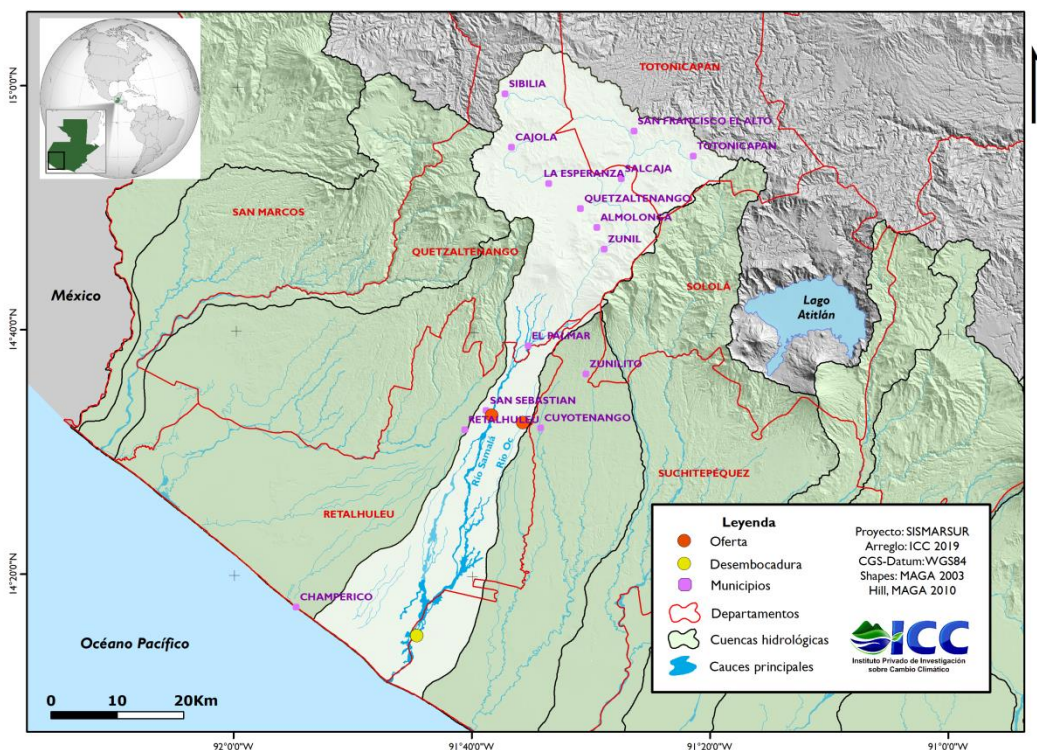 TOTONICAPÁN
15°0'0"N
SIBILIA
SAN FRANCISCO EL ALTO
CAJOLA
TOTONICAPAN
SALCAJA
LA ESPERANZA
QUETZALTENANGO
SAN MARCOS
ALMOLONGA
ZUNIL
QUETZALTENANGO
SOLOLÁ
México
Lago
Atitlán
14°40'0"N
EL PALMAR
ZUNILITO
SAN SEBASTIAN
RETALHULEU
CUYOTENANGO
Río Samalá
Río Oc
SUCHITEPÉQUEZ
RETALHULEU
14°20'0"N
CHAMPERICO
Océano Pacífico
0 10 20Km
Leyenda
Oferta
Desembocadura
Municipios
Departamentos
Cuencas hidrológicas
Cauces principales
Proyecto: SISMARSUR
Arreglo: ICC 2019
CGS-Datum: WGS84
Shapes: MAGA 2003
Hill, MAGA 2010
ICC
Instituto Privado de Investigación
sobre Cambio Climático
92°0'0"W
91°40'0"W
91°20'0"W
91°0'0"W